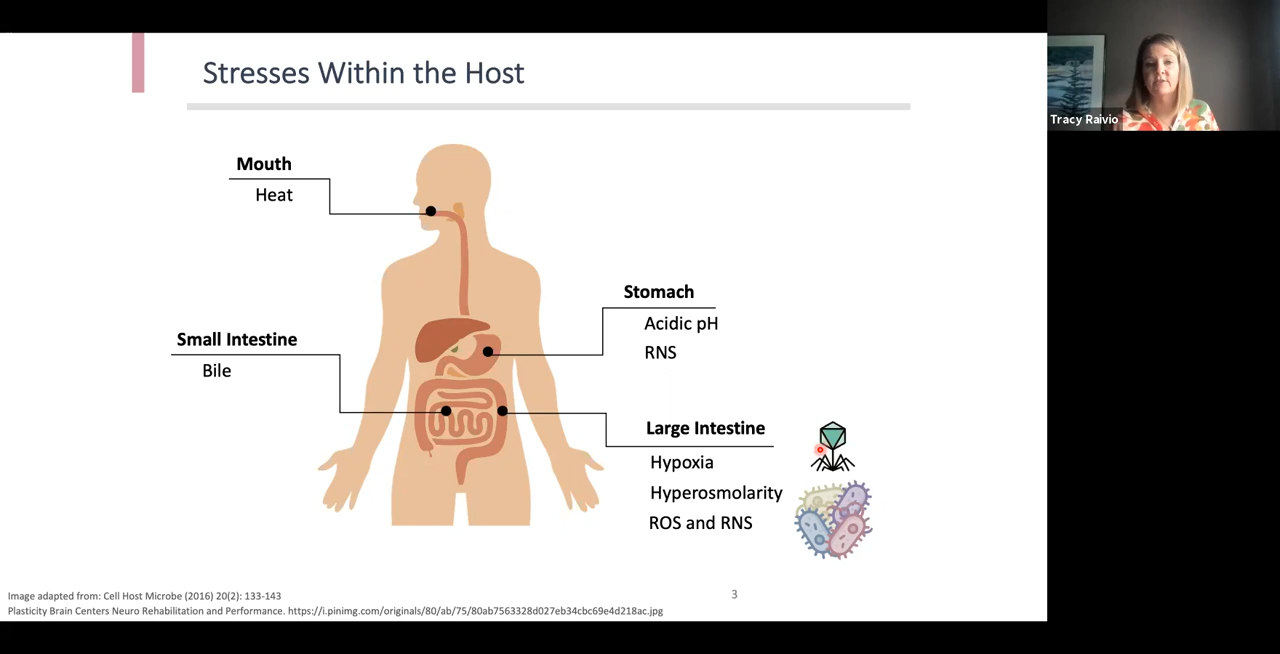 Stresses Within the Host
Tracy Raivio
Mouth
Heat
Stomach
Acidic pH
RNS
Small Intestine
Bile
Large Intestine
Hypoxia
Hyperosmolarity
ROS and RNS
Image adapted from: Cell Host Microbe (2016) 20(2): 133-143
3
Plasticity Brain Centers Neuro Rehabilitation and Performance. https://i.pinimg.com/originals/80/ab/75/80ab7563328d027eb34cbc69e4d218ac.jpg